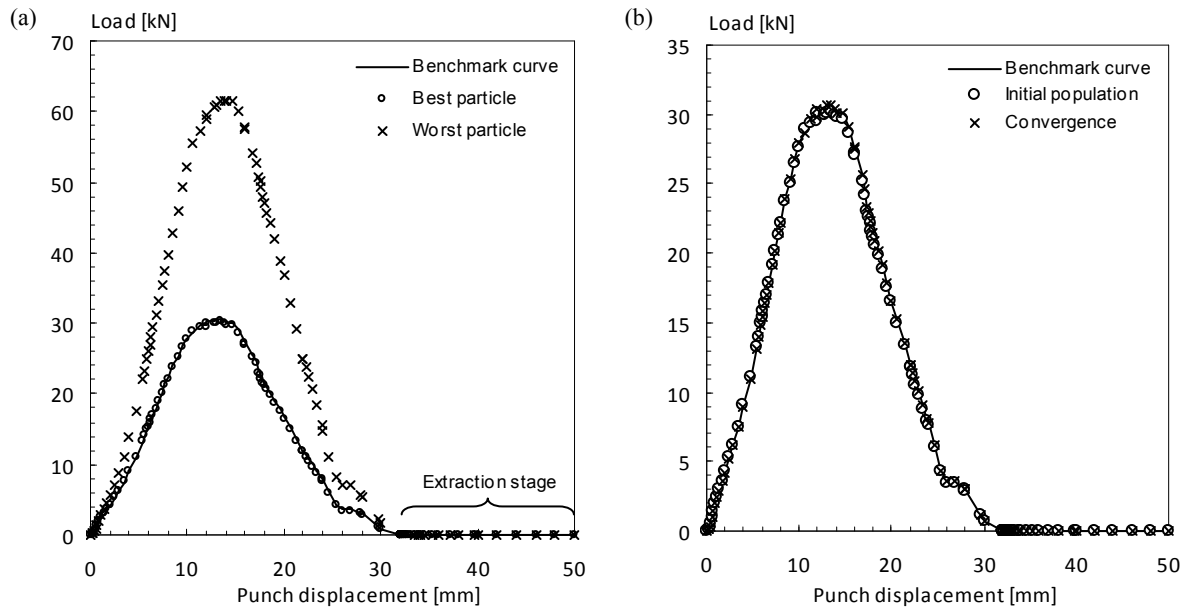 (a)
Load [kN]
70
60
50
40
30
20
10
0
Benchmark curve
Best particle
Worst particle
Extraction stage
0 10 20 30 40 50
Punch displacement [mm]
(b)
Load [kN]
35
30
25
20
15
10
5
0
Benchmark curve
Initial population
Convergence
0 10 20 30 40 50
Punch displacement [mm]